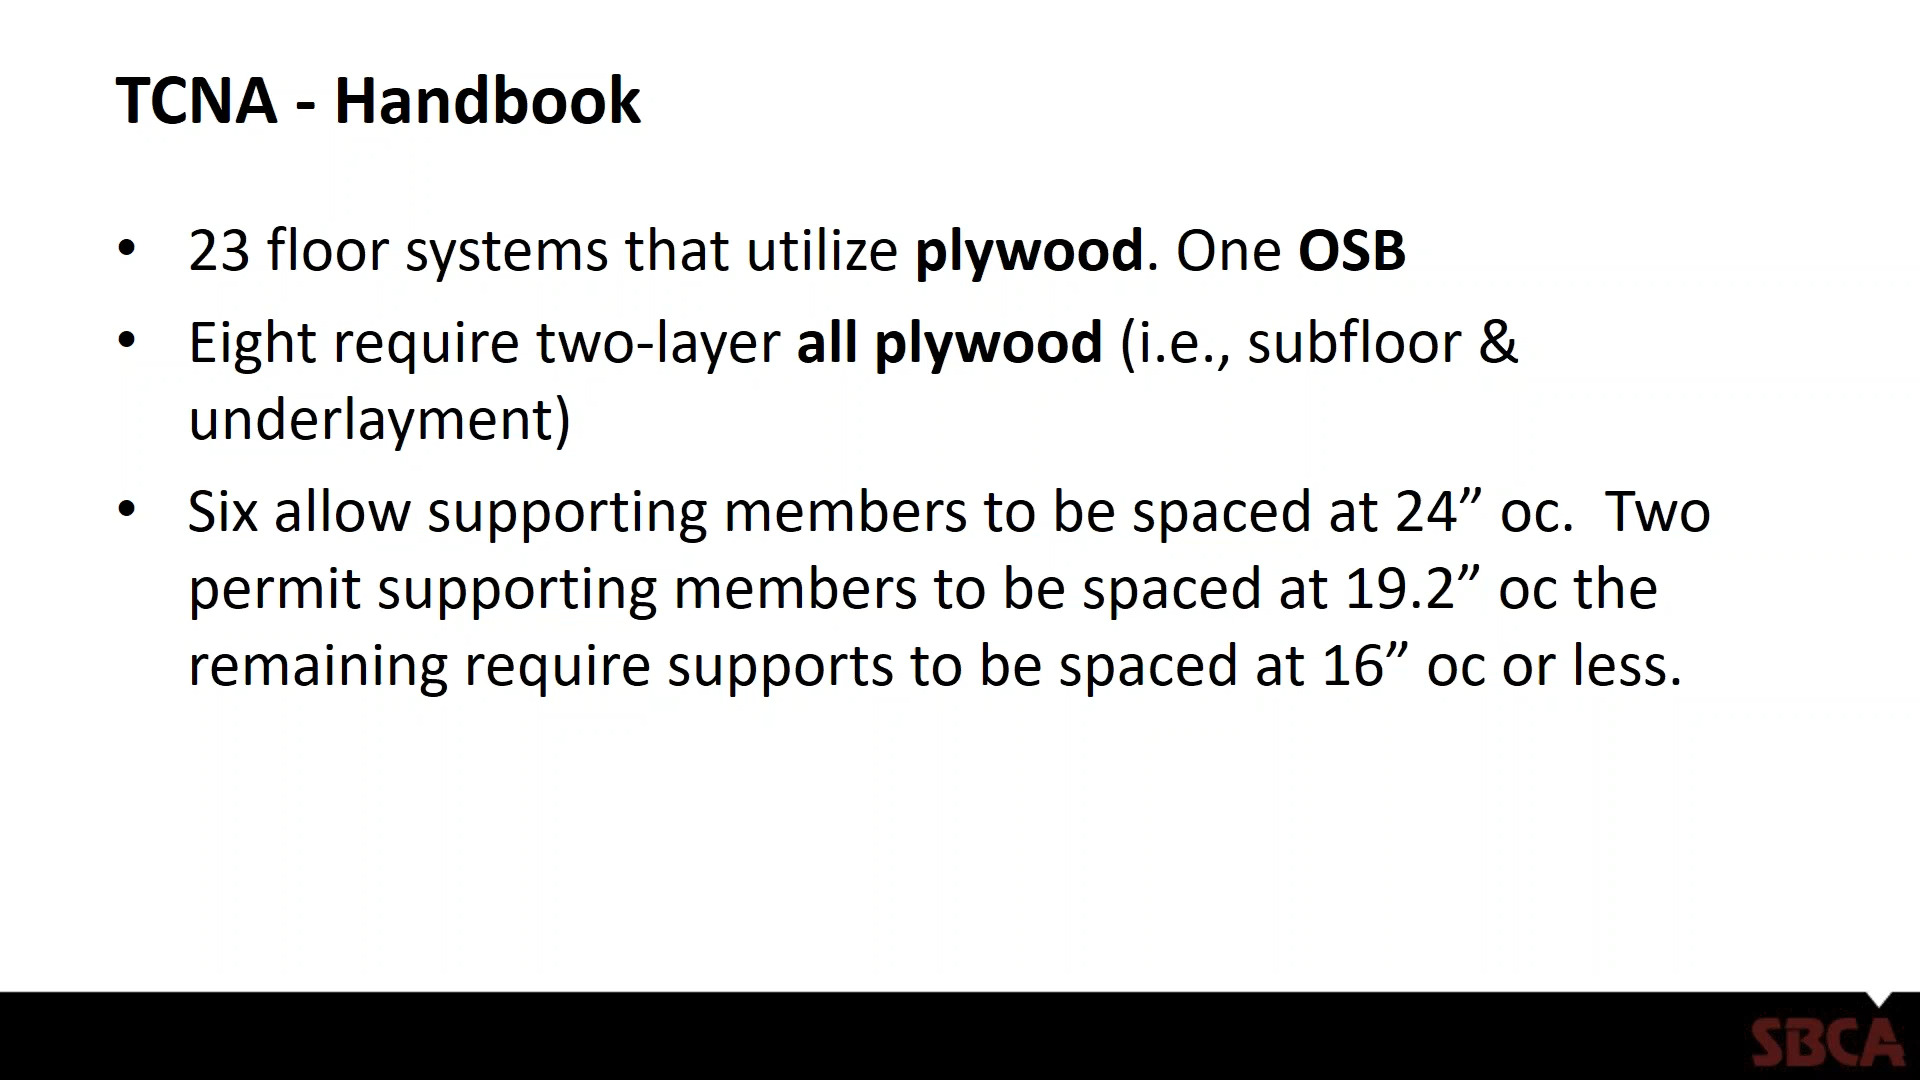 TCNA - Handbook
• 23 floor systems that utilize plywood. One OSB
• Eight require two-layer all plywood (i.e., subfloor &
underlayment)
• Six allow supporting members to be spaced at 24” oc.  Two
permit supporting members to be spaced at 19.2” oc the
remaining require supports to be spaced at 16” oc or less.
SBCA